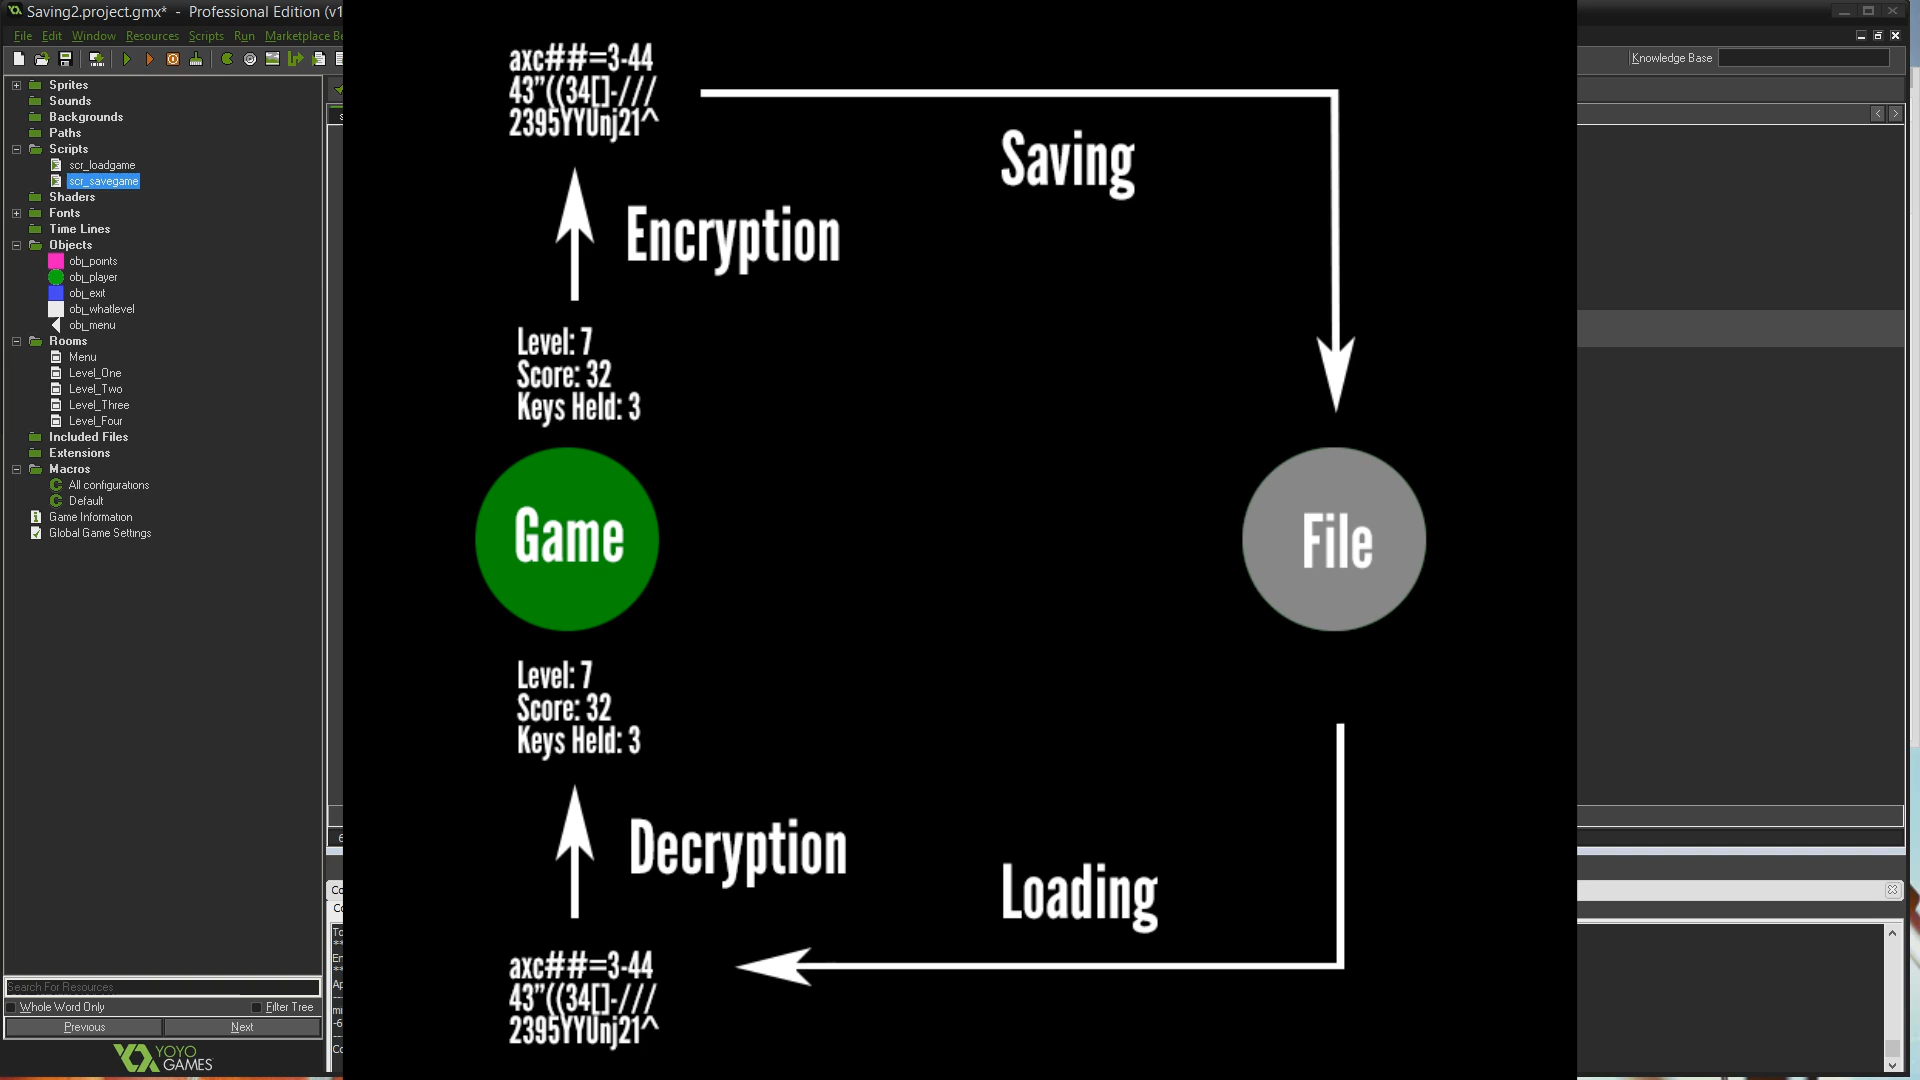 Saving2.project.gmx* - Professional Edition (v1
File Edit Window Resources Scripts Run Marketplace Be
Knowledge Base
Sprites
Sounds
Backgrounds
Paths
Scripts
scr_loadgame
scr_savegame
Shaders
Fonts
Time Lines
Objects
obj_points
obj_player
obj_exit
obj_whatlevel
obj_menu
Rooms
Menu
Level_One
Level_Two
Level_Three
Level_Four
Included Files
Extensions
Macros
All configurations
Default
Game Information
Global Game Settings
Search For Resources
Whole Word Only
Filter Tree
Previous
Next
YOYO
GAMES
axc##=3-44
43"((34[]-///
2395YYUnj21^
Saving
Encryption
Level: 7
Score: 32
Keys Held: 3
Game
File
Level: 7
Score: 32
Keys Held: 3
Decryption
Loading
axc##=3-44
43"((34[]-///
2395YYUnj21^